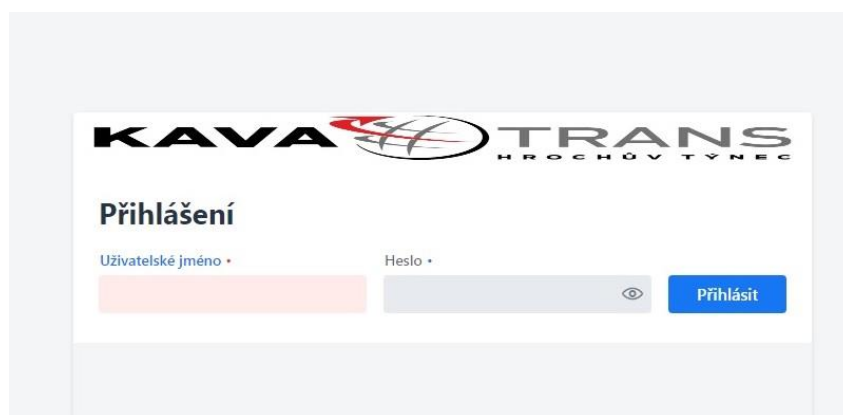 KAVA TRANS
HROCHŮV TÝNEC
Přihlášení
Uživatelské jméno • Heslo •
Přihlásit